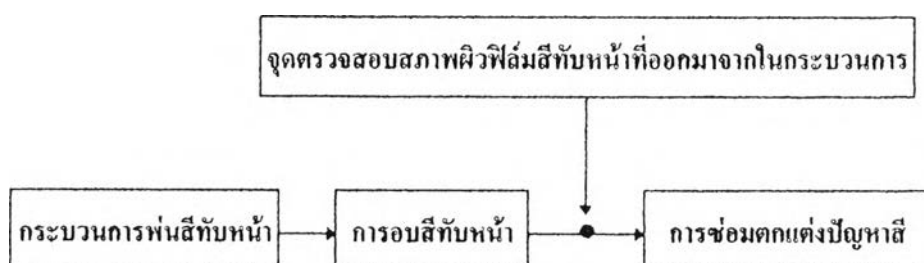 จุดตรวจสอบสภาพผิวฟิล์มสีทับหน้าที่ออกมาจากในกระบวนการ
กระบวนการพ่นสีทับหน้า
การอบสีทับหน้า
การซ่อมตกแต่งปัญหาสี